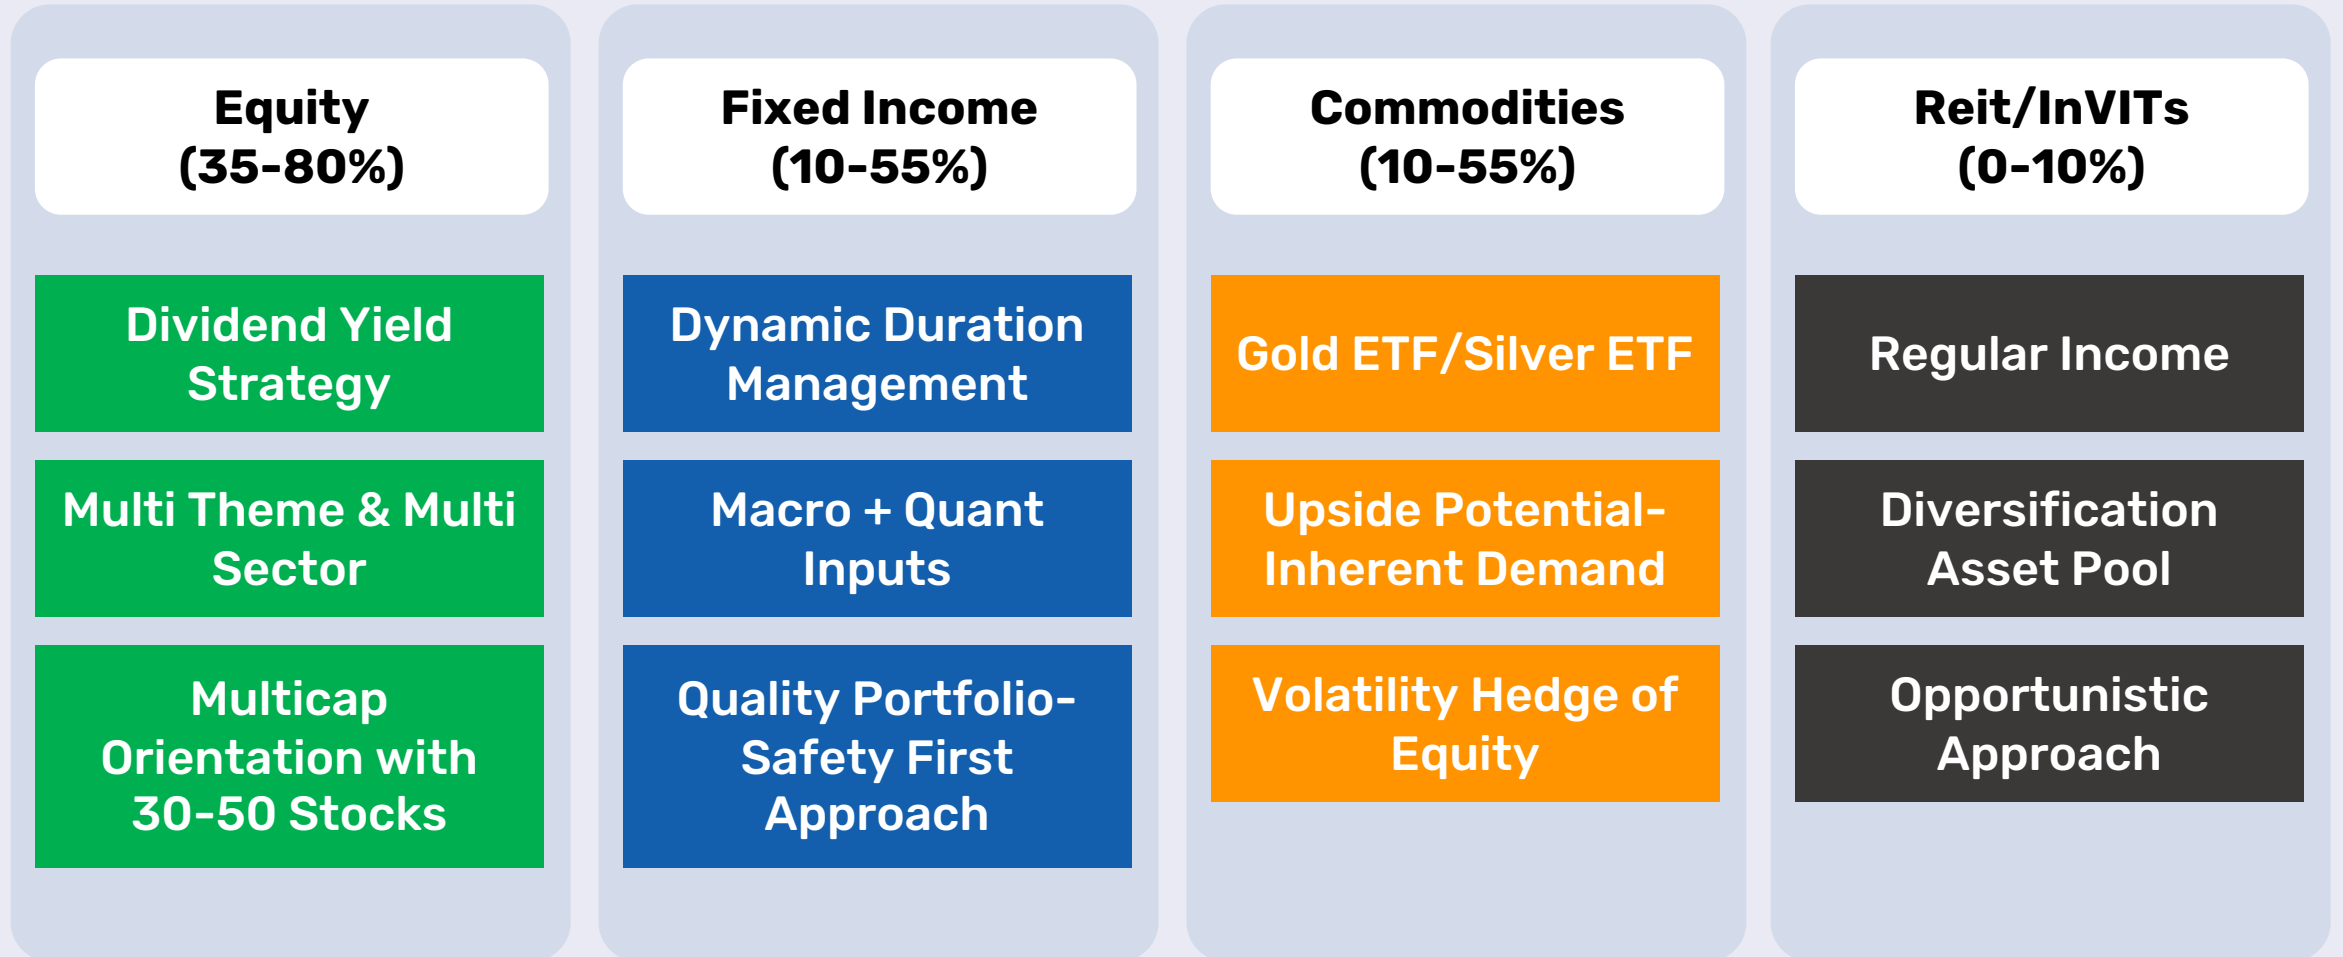 Equity
(35-80%)
Dividend Yield
Strategy
Multi Theme & Multi
Sector
Multicap
Orientation with
30-50 Stocks
Fixed Income
(10-55%)
Dynamic Duration
Management
Macro + Quant
Inputs
Quality Portfolio-
Safety First
Approach
Commodities
(10-55%)
Gold ETF/Silver ETF
Upside Potential-
Inherent Demand
Volatility Hedge of
Equity
Reit/InVITs
(0-10%)
Regular Income
Diversification
Asset Pool
Opportunistic
Approach